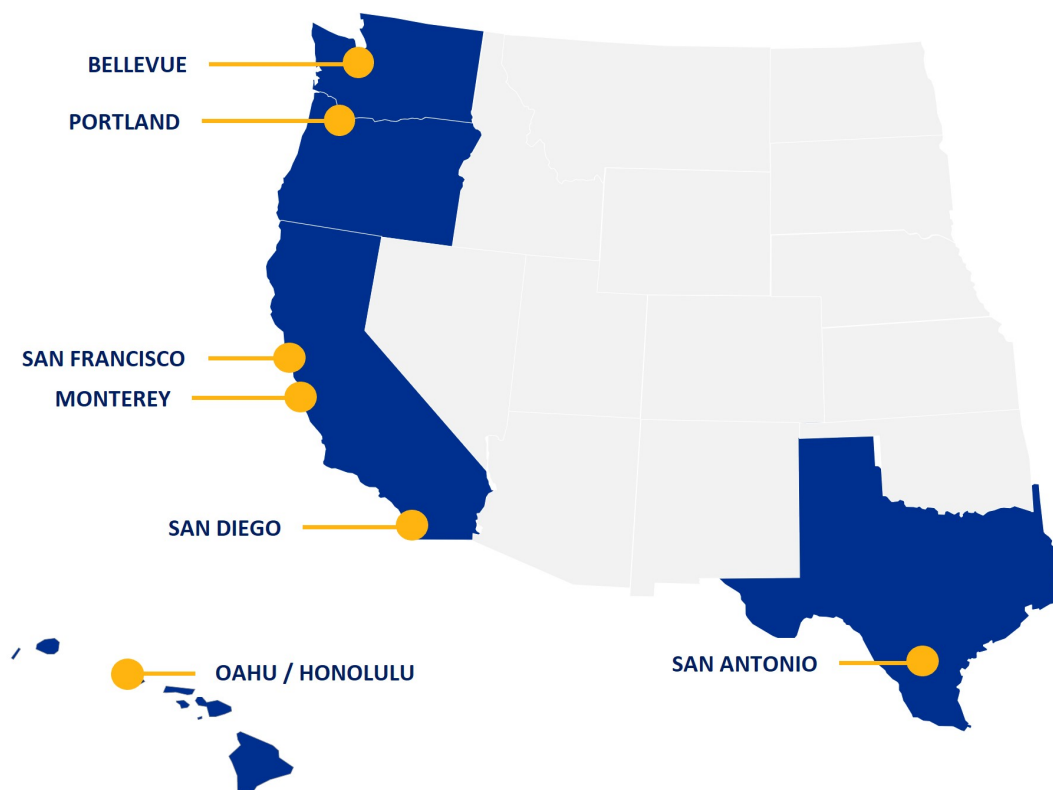 BELLEVUE
PORTLAND
SAN FRANCISCO
MONTEREY
SAN DIEGO
OAHU / HONOLULU
SAN ANTONIO